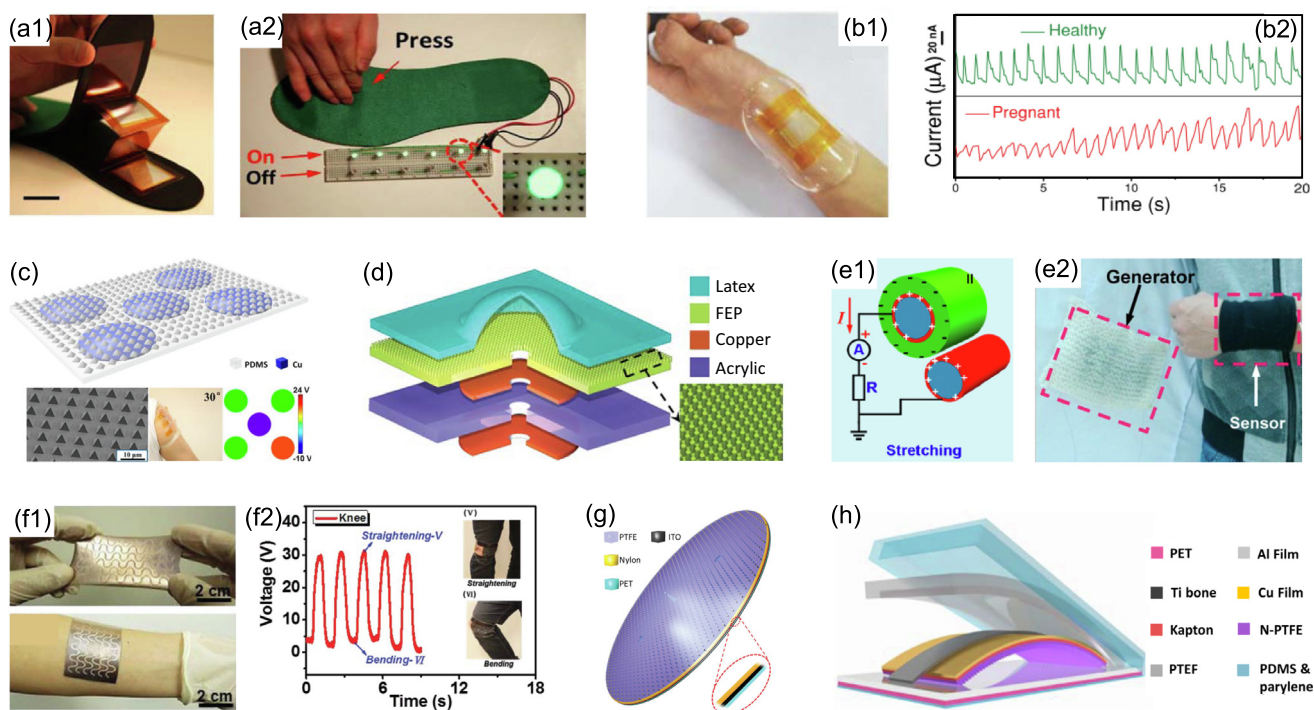 (a1)
(a2)
Press
On
Off
(b1)
(b2)
Current (μA)
20 nA
Healthy
Pregnant
0 5 10 15 20
Time (s)
(c)
PDMS Cu
10 μm
30°
24 V
-10 V
(d)
Latex
FEP
Copper
Acrylic
(e1)
II
I
A
R
Stretching
(e2)
Generator
Sensor
(f1)
2 cm
2 cm
(f2)
Voltage (V)
50
40
30
20
10
0
Knee
Straightening-V
Bending-VI
(V)
Straightening
(VI)
Bending
0 6 12 18
Time (s)
(g)
PTFE ITO
Nylon
PET
(h)
PET Al Film
Ti bone Cu Film
Kapton N-PTFE
PTEF PDMS &
parylene